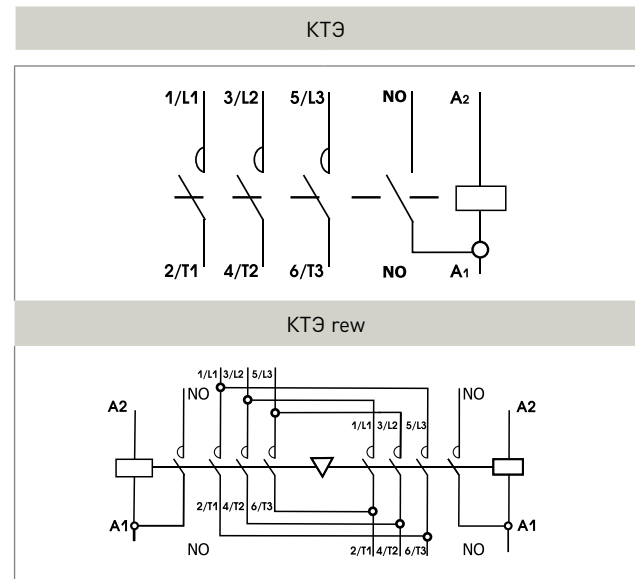 КТЭ
1/L1 3/L2 5/L3 NO A2
2/T1 4/T2 6/T3 NO A1
КТЭ rew
1/L1 3/L2 5/L3
NO NO
A2 A2
1/L1 3/L2 5/L3
2/T1 4/T2 6/T3
A1 A1
NO 2/T1 4/T2 6/T3 NO